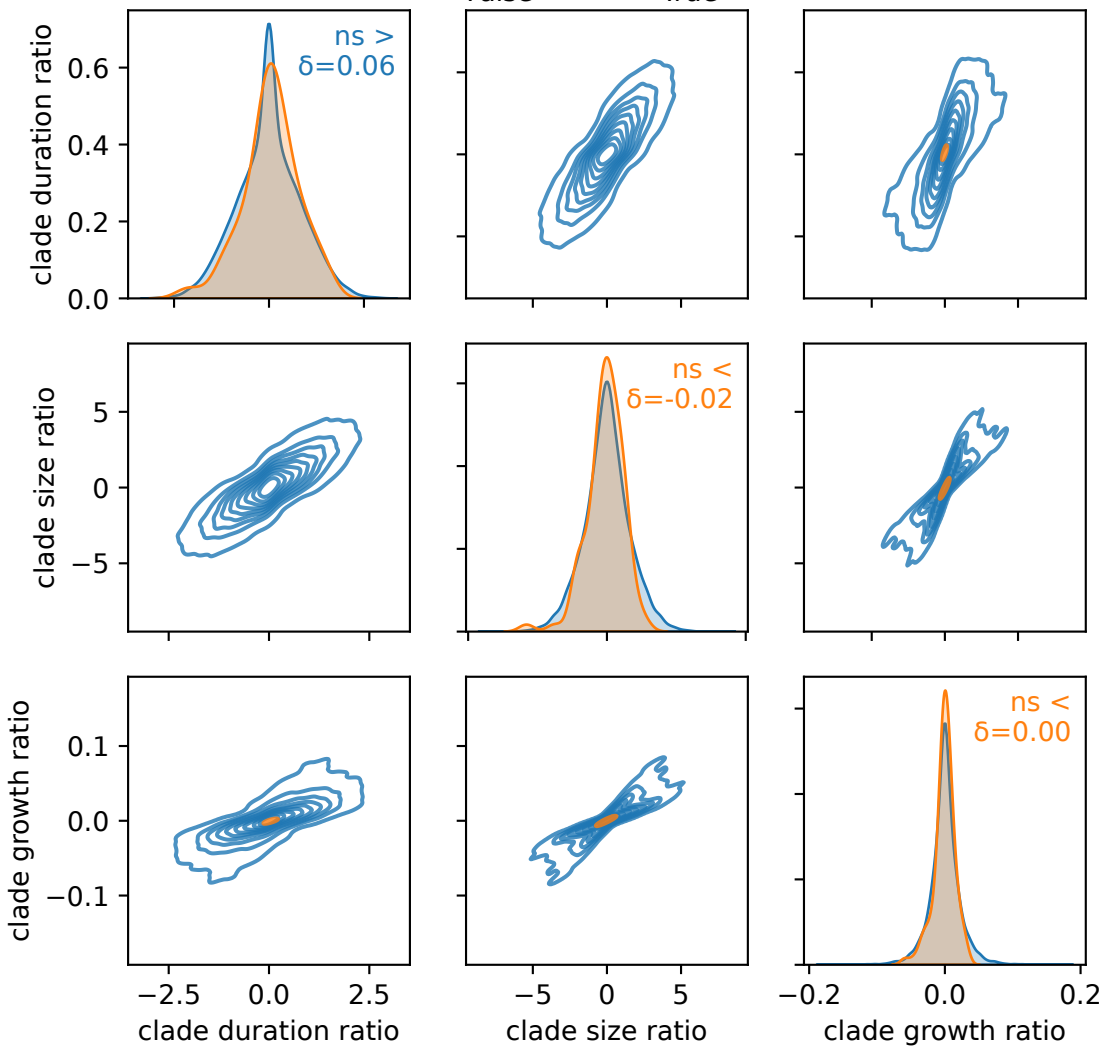 clade duration ratio
0.6
0.4
0.2
0.0
ns >
δ=0.06
clade size ratio
5
0
−5
ns <
δ=-0.02
clade growth ratio
0.1
0.0
−0.1
ns <
δ=0.00
−2.5
0.0
2.5
clade duration ratio
−5
0
5
clade size ratio
−0.2
0.0
0.2
clade growth ratio